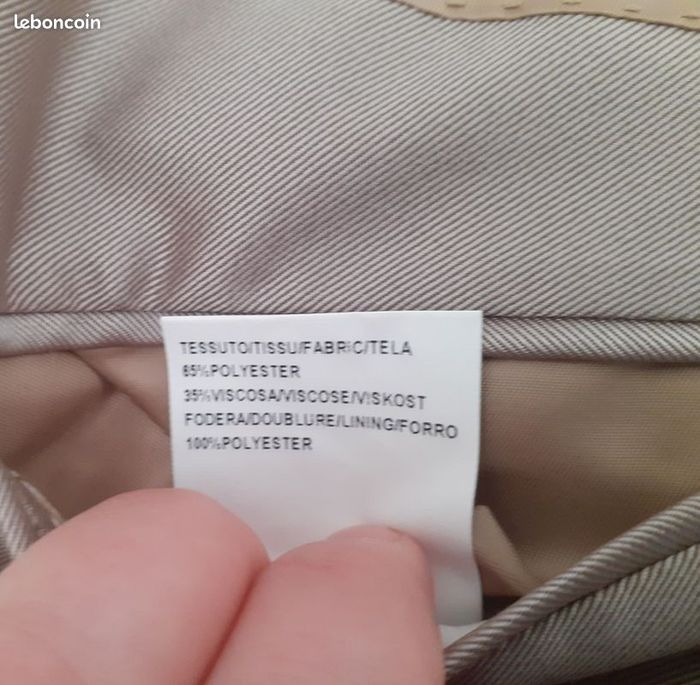 leboncoin
TESSUTO/TISSU/FABRIC/TELA
65%POLYESTER
35%VISCOSA/VISCOSE/VISKOST
FODERA/DOUBLURE/LINING/FORRO
100%POLYESTER